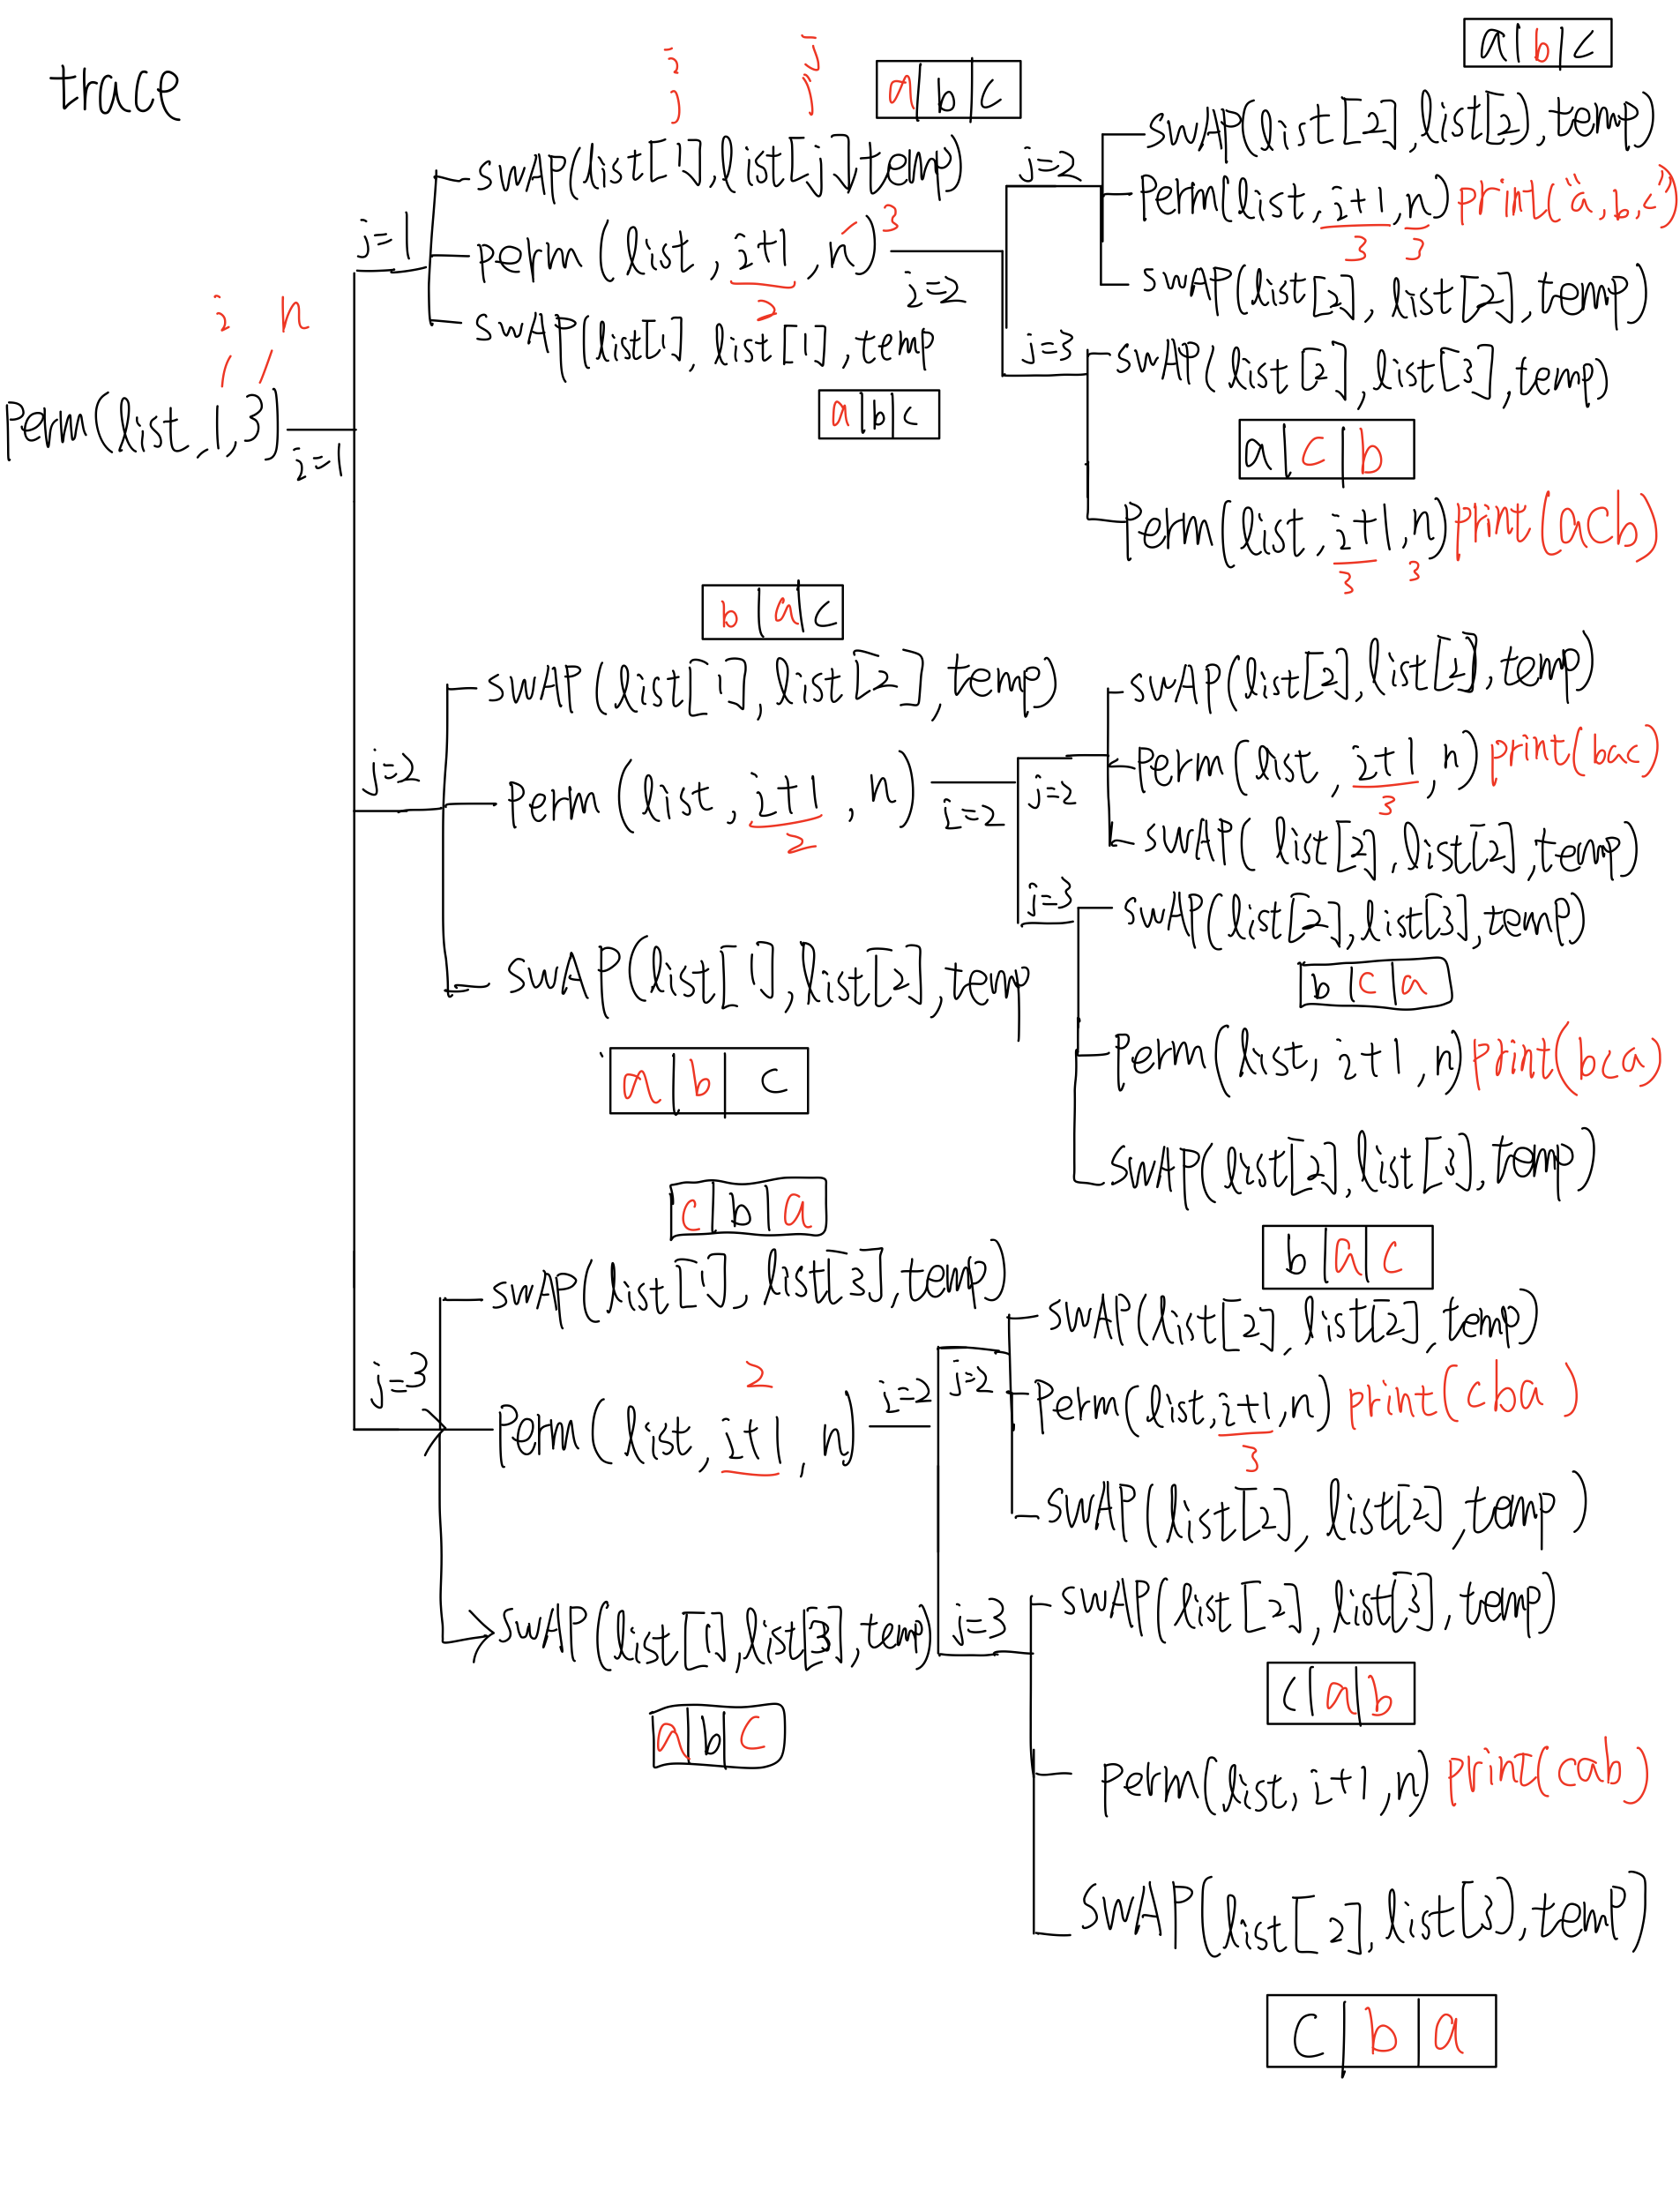 trace
i n
Perm(list,1,3)
i=1
j=1
i j
j j
a|b|c
swAP(list[1],list[j],temp)
perm(list,i+1,n) 3
2
swAP(list[1],list[1],temp
a|b|c
i=2
j=2
a|b|c
swAP(list[2],list[2],temp)
Perm(list,i+1,n) print("a,b,c")
3 3
swAP(list[2],list[2],temp)
j=3
swAP(list[2],list[3],temp)
a|c|b
Perm(list,i+1,n) print(acb)
3 3
j=2
b|a|c
swAP(list[1],list[2],temp)
Perm(list,i+1,n)
2
swAP(list[1],list[2],temp
a|b|c
i=2
j=2
swAP(list[2],list[2],temp)
Perm(list,i+1,n) print(bac)
3
swAP(list[2],list[2],temp)
j=3
swAP(list[2],list[3],temp)
b|c|a
Perm(list,i+1,n) print(bca)
swAP(list[2],list[3],temp)
b|a|c
j=3
c|b|a
swAP(list[1],list[3],temp)
2
Perm(list,i+1,n)
swAP(list[1],list[3],temp)
a|b|c
i=2
j=2
swAP(list[2],list[2],temp)
Perm(list,i+1,n) print(cba)
3
swAP(list[2],list[2],temp)
j=3
swAP(list[2],list[3],temp)
c|a|b
Perm(list,i+1,n) print(cab)
swAP(list[2],list[3],temp)
c|b|a